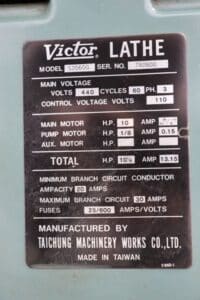 Victor LATHE
MODEL SER. NO.
MAIN VOLTAGE
VOLTS 440 CYCLES 60 PH. 3
CONTROL VOLTAGE VOLTS 110
MAIN MOTOR H.P. 10 AMP
PUMP MOTOR H.P. 1/8 AMP 0.15
AUX. MOTOR H.P. AMP
TOTAL H.P. AMP 13.15
MINIMUM BRANCH CIRCUIT CONDUCTOR
AMPACITY 20 AMPS
MAXIMUM BRANCH CIRCUIT 30 AMPS
FUSES 25/600 AMPS/VOLTS
MANUFACTURED BY
TAICHUNG MACHINERY WORKS CO.,LTD.
MADE IN TAIWAN